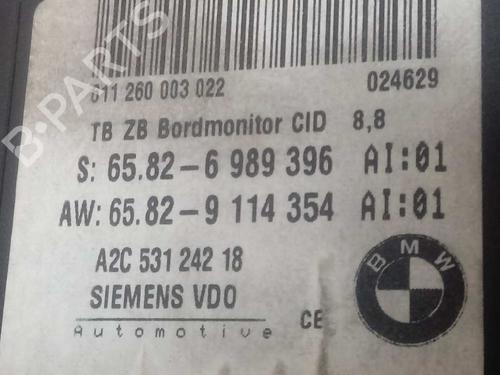 B-PARTS
611 260 003 022 024629
TB ZB Bordmonitor CID 8,8
S: 65.82-6 989 396 AI:01
AW: 65.82-9 114 354 AI:01
A2C 531 242 18
SIEMENS VDO
Automotive
CE
BMW